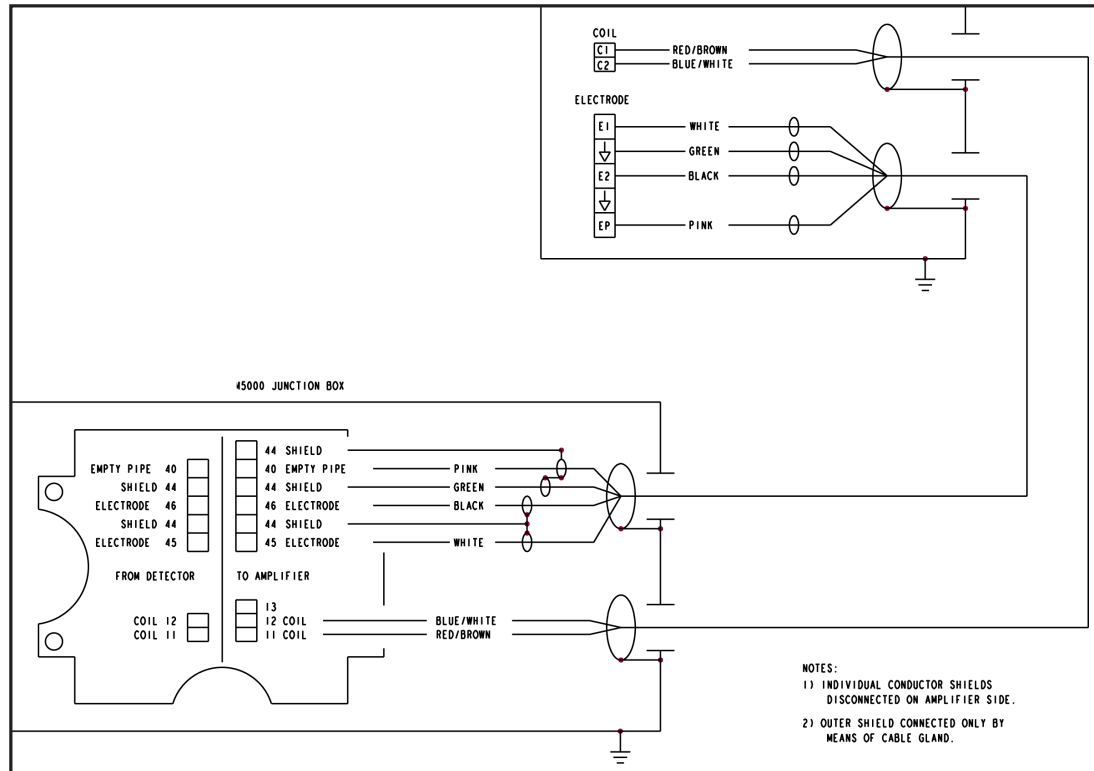 COIL
C1 RED/BROWN
C2 BLUE/WHITE
ELECTRODE
E1 WHITE
GREEN
E2 BLACK
EP PINK
JUNCTION BOX
44 SHIELD
EMPTY PIPE 40
40 EMPTY PIPE PINK
SHIELD 44
44 SHIELD GREEN
ELECTRODE 46
46 ELECTRODE BLACK
SHIELD 44
44 SHIELD
ELECTRODE 45
45 ELECTRODE WHITE
FROM DETECTOR
TO AMPLIFIER
13
COIL 12
12 COIL BLUE/WHITE
COIL 11
11 COIL RED/BROWN
NOTES:
1) INDIVIDUAL CONDUCTOR SHIELDS
DISCONNECTED ON AMPLIFIER SIDE.
2) OUTER SHIELD CONNECTED ONLY BY
MEANS OF CABLE GLAND.